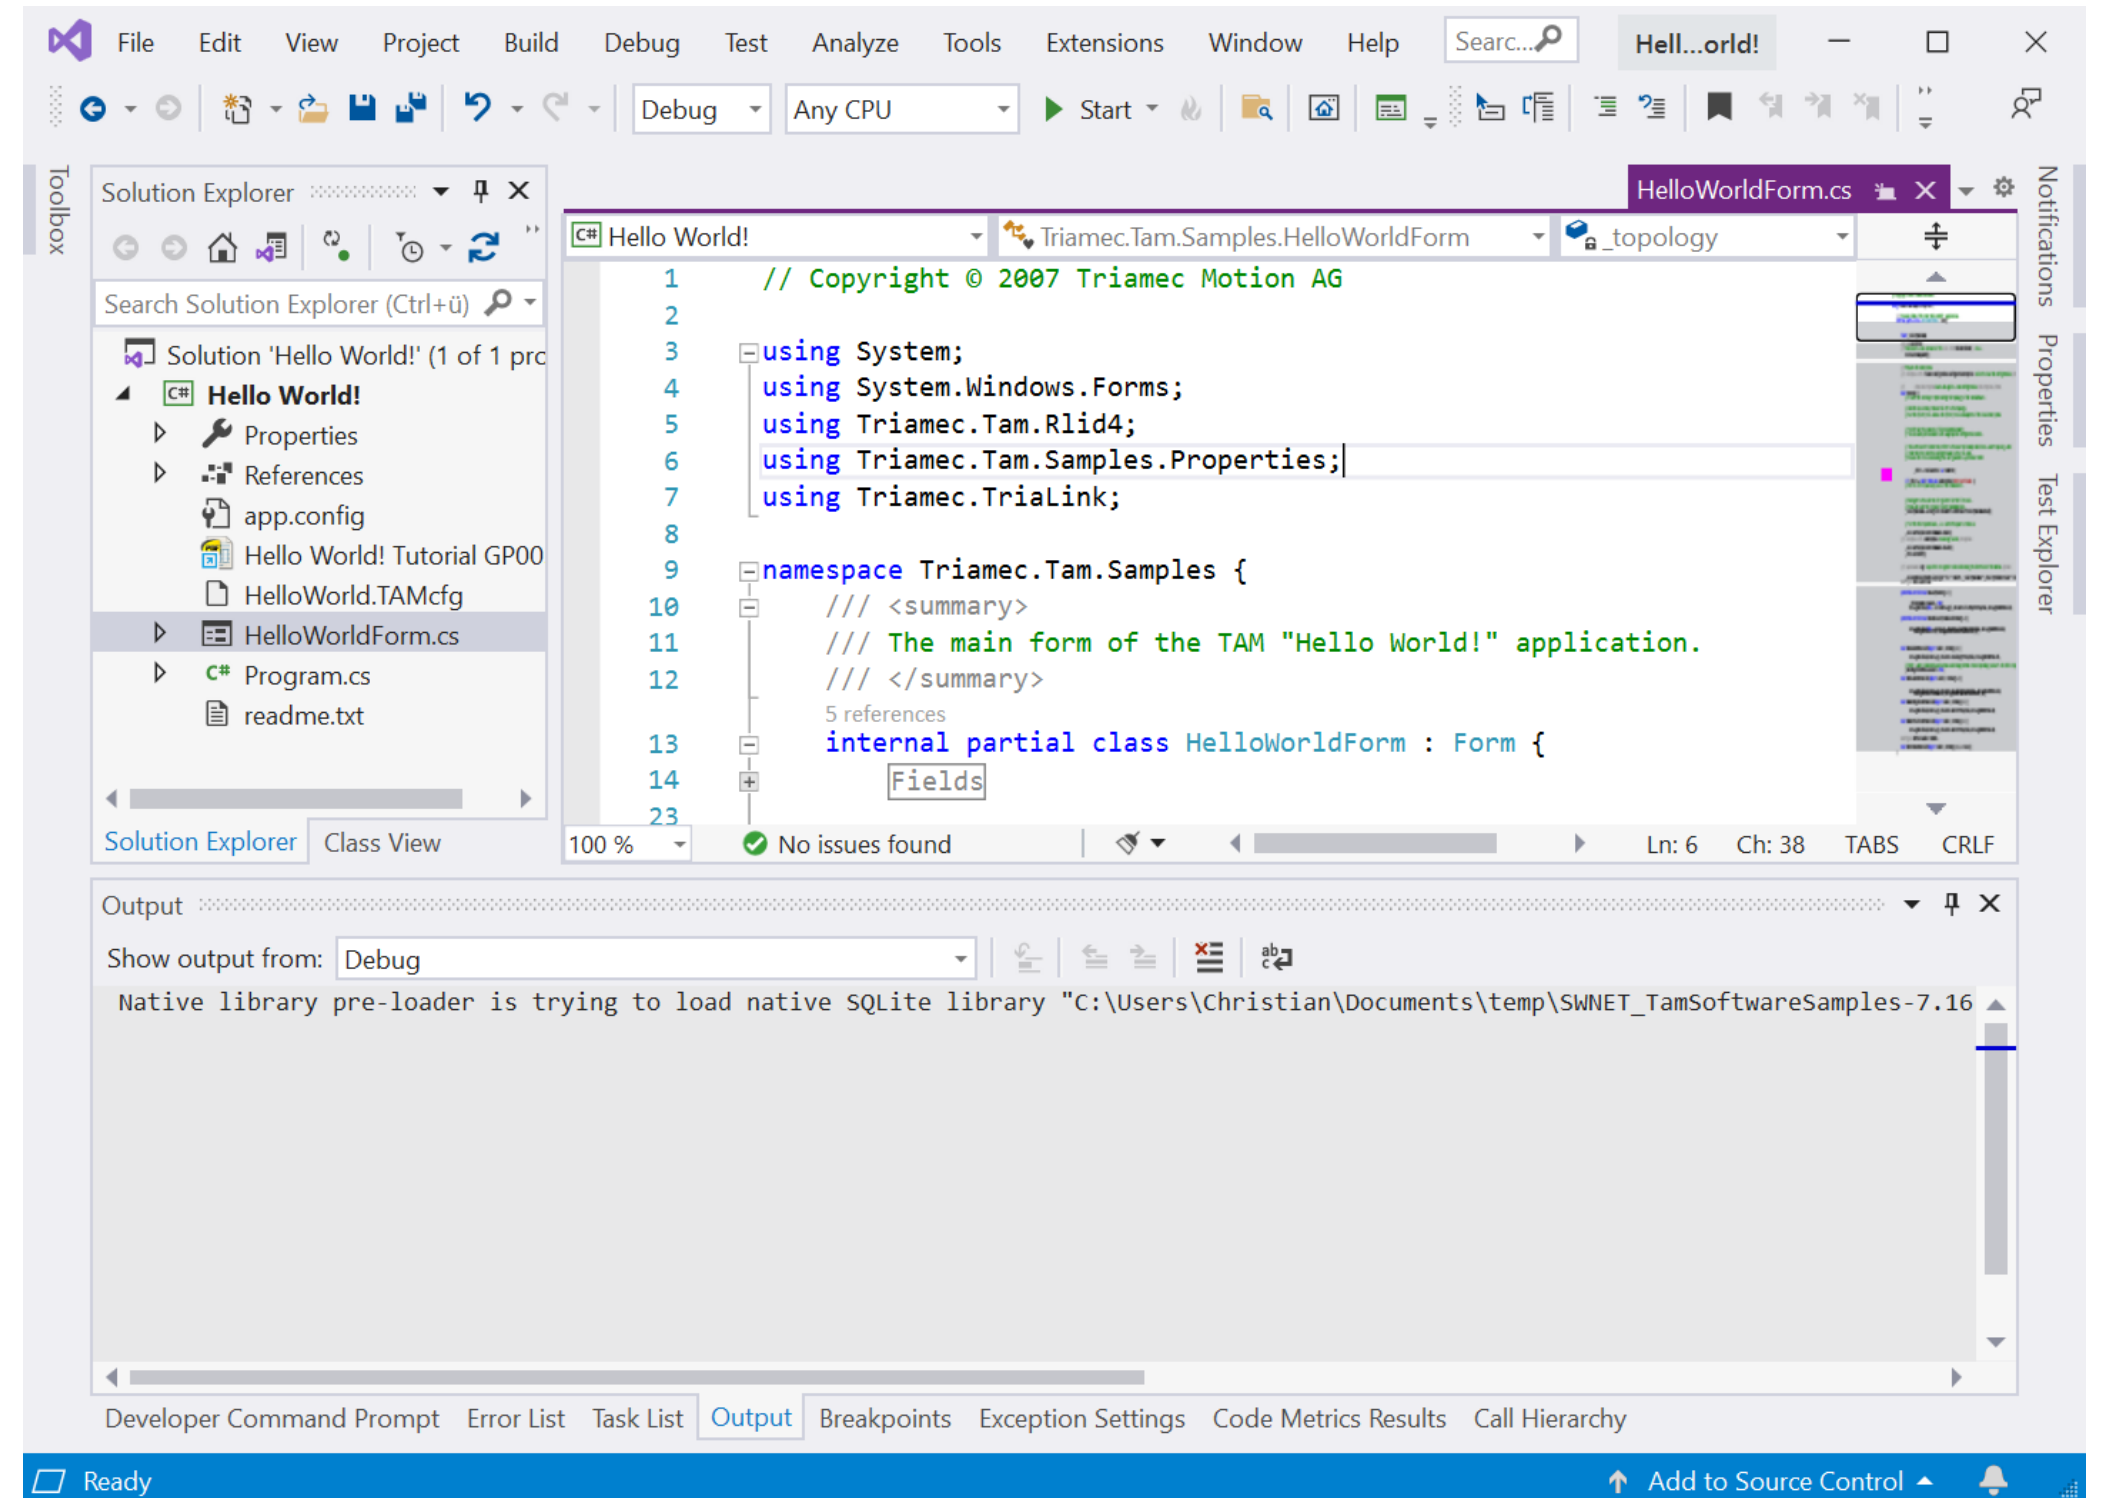 File Edit View Project Build Debug Test Analyze Tools Extensions Window Help Searc... Hell...orld!
Debug Any CPU Start
Toolbox
Solution Explorer
Search Solution Explorer (Ctrl+ü)
Solution 'Hello World!' (1 of 1 pro
C# Hello World!
Properties
References
app.config
Hello World! Tutorial GP00
HelloWorld.TAMcfg
HelloWorldForm.cs
C# Program.cs
readme.txt
Solution Explorer Class View
HelloWorldForm.cs
C# Hello World! Triamec.Tam.Samples.HelloWorldForm _topology
1 // Copyright © 2007 Triamec Motion AG
2
3 using System;
4 using System.Windows.Forms;
5 using Triamec.Tam.Rlid4;
6 using Triamec.Tam.Samples.Properties;
7 using Triamec.TriaLink;
8
9 namespace Triamec.Tam.Samples {
10 /// <summary>
11 /// The main form of the TAM "Hello World!" application.
12 /// </summary>
5 references
13 internal partial class HelloWorldForm : Form {
14 Fields
23
100 % No issues found Ln: 6 Ch: 38 TABS CRLF
Notifications
Properties
Test Explorer
Output
Show output from: Debug
Native library pre-loader is trying to load native SQLite library "C:\Users\Christian\Documents\temp\SWNET_TamSoftwareSamples-7.16
Developer Command Prompt Error List Task List Output Breakpoints Exception Settings Code Metrics Results Call Hierarchy
Ready Add to Source Control